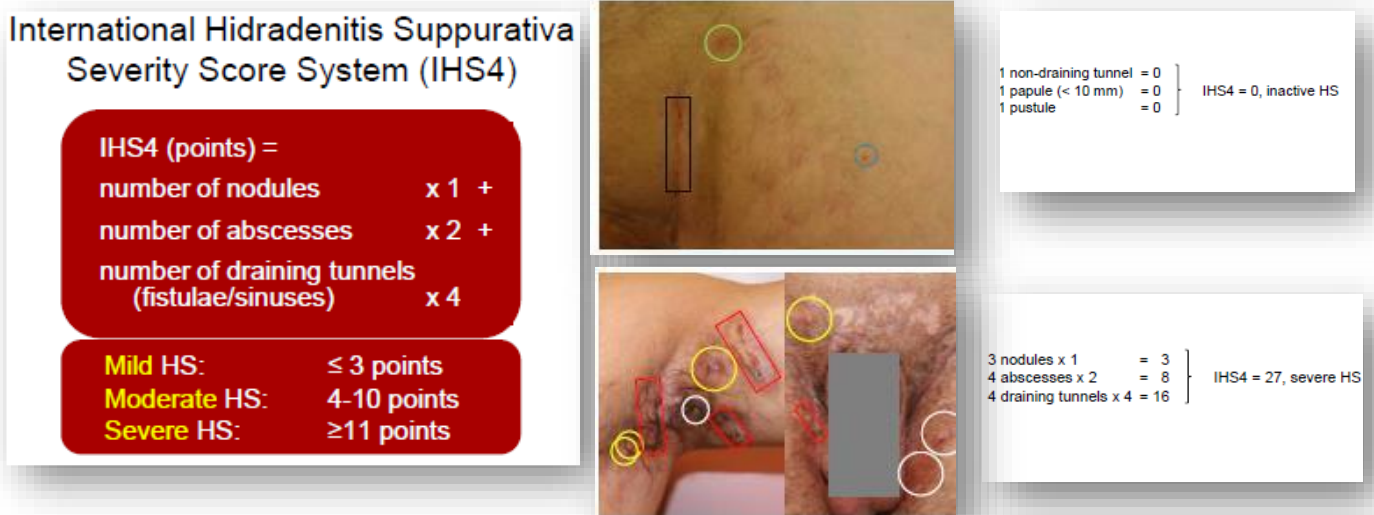 International Hidradenitis Suppurativa
Severity Score System (IHS4)
IHS4 (points) =
number of nodules x 1 +
number of abscesses x 2 +
number of draining tunnels
(fistulae/sinuses) x 4
Mild HS: ≤ 3 points
Moderate HS: 4-10 points
Severe HS: ≥11 points
1 non-draining tunnel = 0
1 papule (< 10 mm) = 0 IHS4 = 0, inactive HS
1 pustule = 0
3 nodules x 1 = 3
4 abscesses x 2 = 8 IHS4 = 27, severe HS
4 draining tunnels x 4 = 16